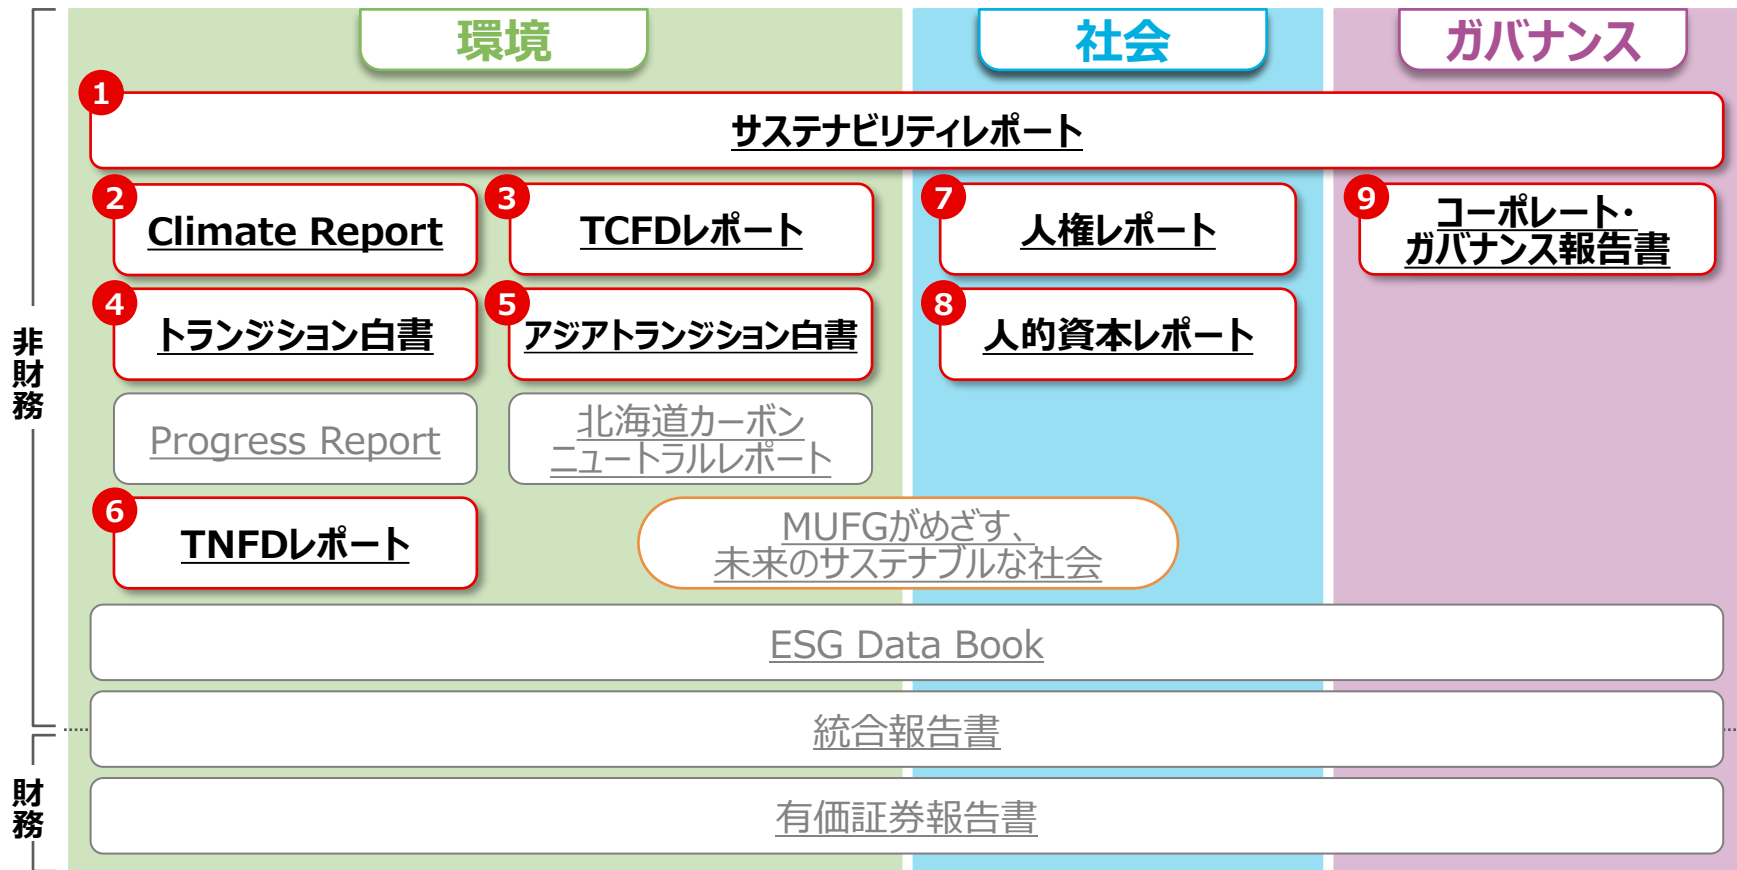 環境
社会
ガバナンス
1
サステナビリティレポート
2
Climate Report
3
TCFDレポート
7
人権レポート
9
コーポレート・
ガバナンス報告書
4
トランジション白書
5
アジアトランジション白書
8
人的資本レポート
非財務
Progress Report
北海道カーボン
ニュートラルレポート
6
TNFDレポート
MUFGがめざす、
未来のサステナブルな社会
ESG Data Book
統合報告書
財務
有価証券報告書